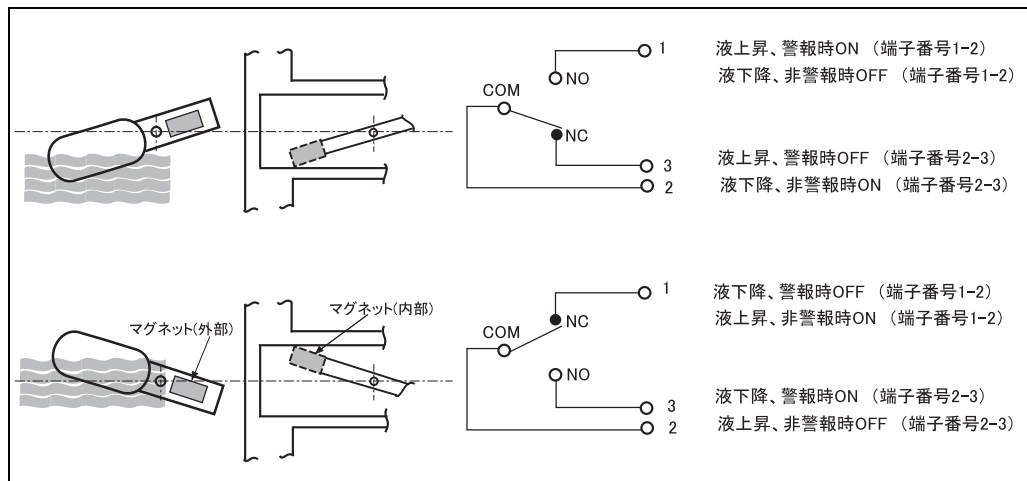 1
液上昇、警報時ON （端子番号1-2）
NO
液下降、非警報時OFF （端子番号1-2）
COM
NC
3
液上昇、警報時OFF （端子番号2-3）
2
液下降、非警報時ON （端子番号2-3）
1
液下降、警報時OFF （端子番号1-2）
マグネット(外部)
マグネット(内部)
COM
NC
液上昇、非警報時ON （端子番号1-2）
NO
3
液下降、警報時ON （端子番号2-3）
2
液上昇、非警報時OFF （端子番号2-3）